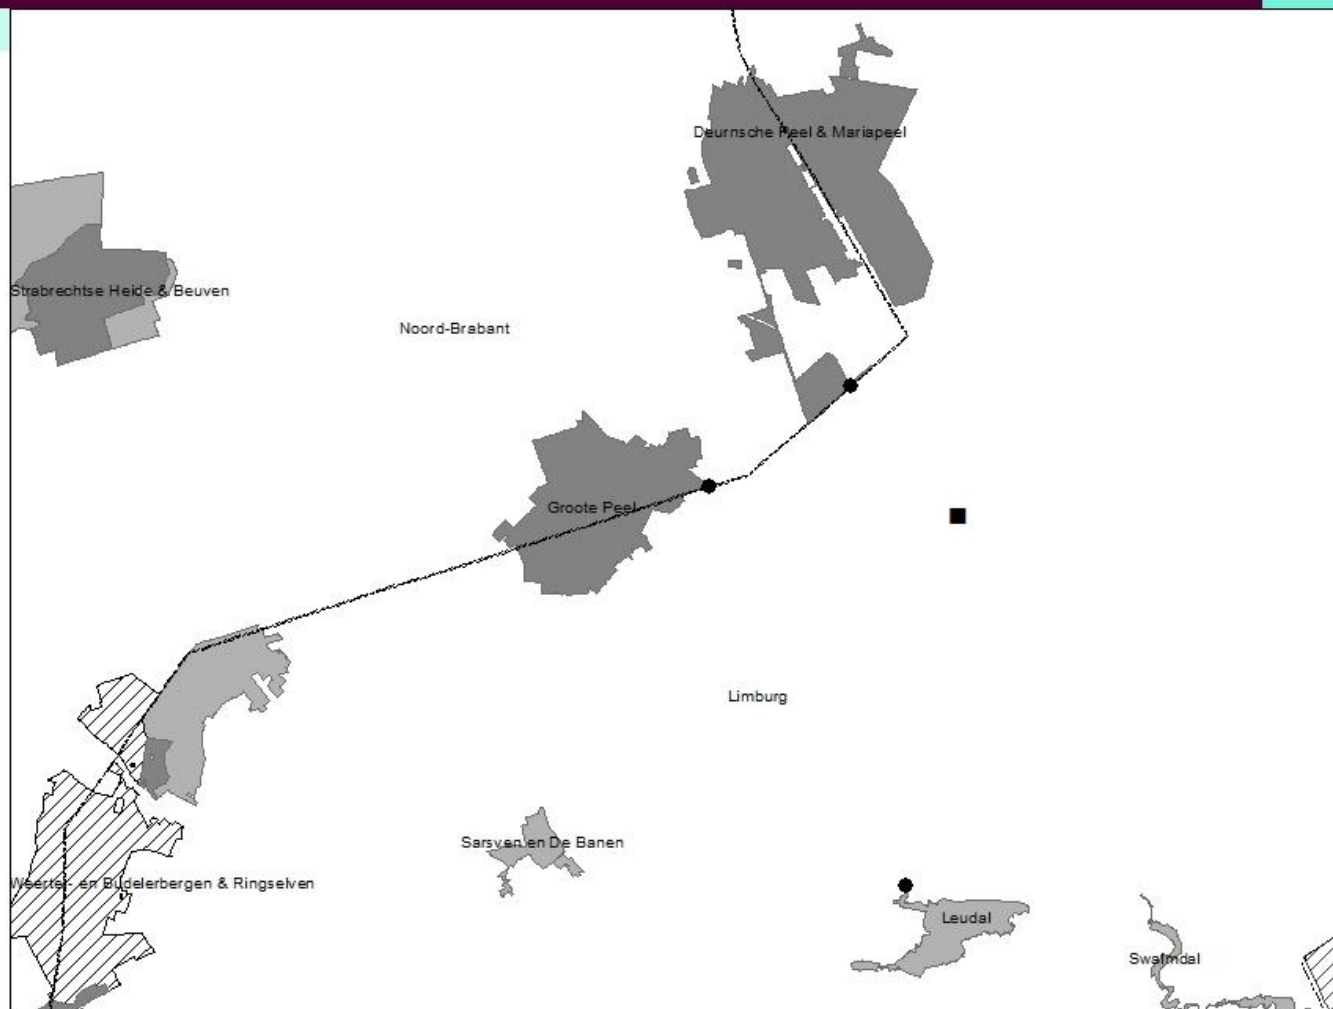 Deurnsche Peel & Mariapeel
Strabrechtse Heide & Beuven
Noord-Brabant
Groote Peel
Limburg
Sarsven en De Banen
Weerter- en Budelerbergen & Ringselven
Leudal
Swalmdal